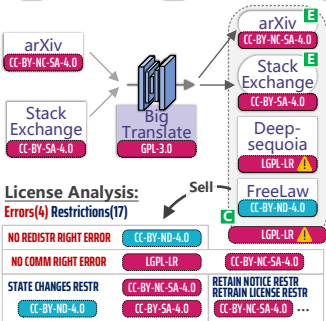 arXiv
CC-BY-NC-SA-4.0
Stack
Exchange
CC-BY-SA-4.0
Big
Translate
GPL-3.0
E
arXiv
CC-BY-NC-SA-4.0
E
Stack
Exchange
CC-BY-SA-4.0
Deep-
sequoia
LGPL-LR
FreeLaw
CC-BY-ND-4.0
C
LGPL-LR
Sell
License Analysis:
Errors(4) Restrictions(17)
NO REDISTR RIGHT ERROR
CC-BY-ND-4.0
NO COMM RIGHT ERROR
LGPL-LR
CC-BY-NC-SA-4.0
STATE CHANGES RESTR
CC-BY-NC-SA-4.0
CC-BY-ND-4.0
CC-BY-SA-4.0
RETAIN NOTICE RESTR
RETRAIN LICENSE RESTR
CC-BY-NC-SA-4.0 ...